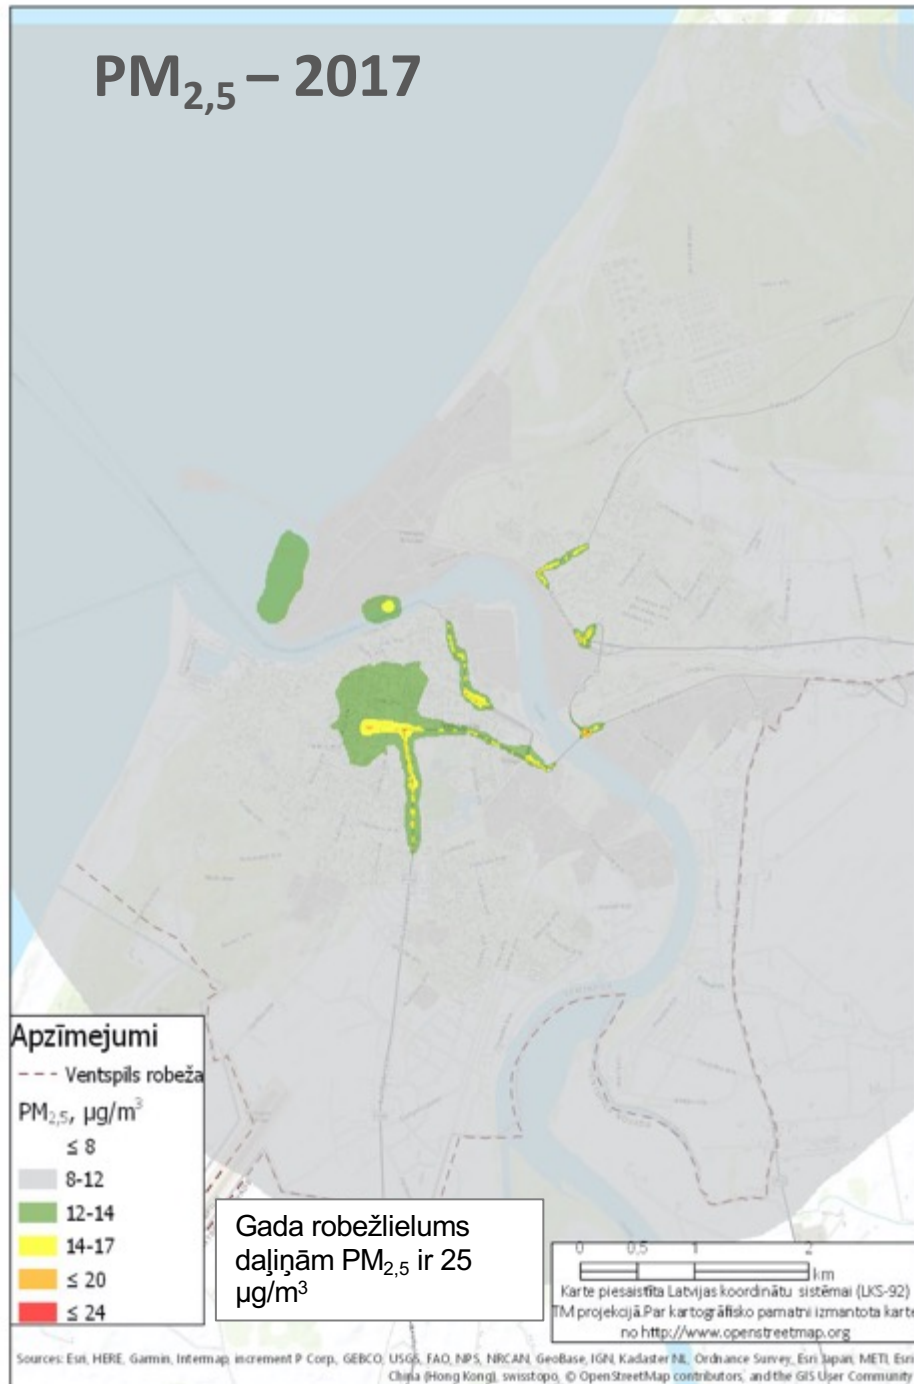 PM2,5 – 2017
Apzīmejumi
Ventspils robeža
PM2,5, µg/m3
≤ 8
8-12
12-14
14-17
≤ 20
≤ 24
Gada robežlielums
daļiņām PM2,5 ir 25
µg/m3
0 0,5 1 2
km
Karte piesaistīta Latvijas koordinātu sistēmai (LKS-92)
TM projekcijā.Par kartogrāfisko pamatni izmantota karte
no http://www.openstreetmap.org
Sources: Esri, HERE, Garmin, Intermap, increment P Corp., GEBCO, USGS, FAO, NPS, NRCAN, GeoBase, IGN, Kadaster NL, Ordnance Survey, Esri Japan, METI, Esri
China (Hong Kong), swisstopo, © OpenStreetMap contributors, and the GIS User Community